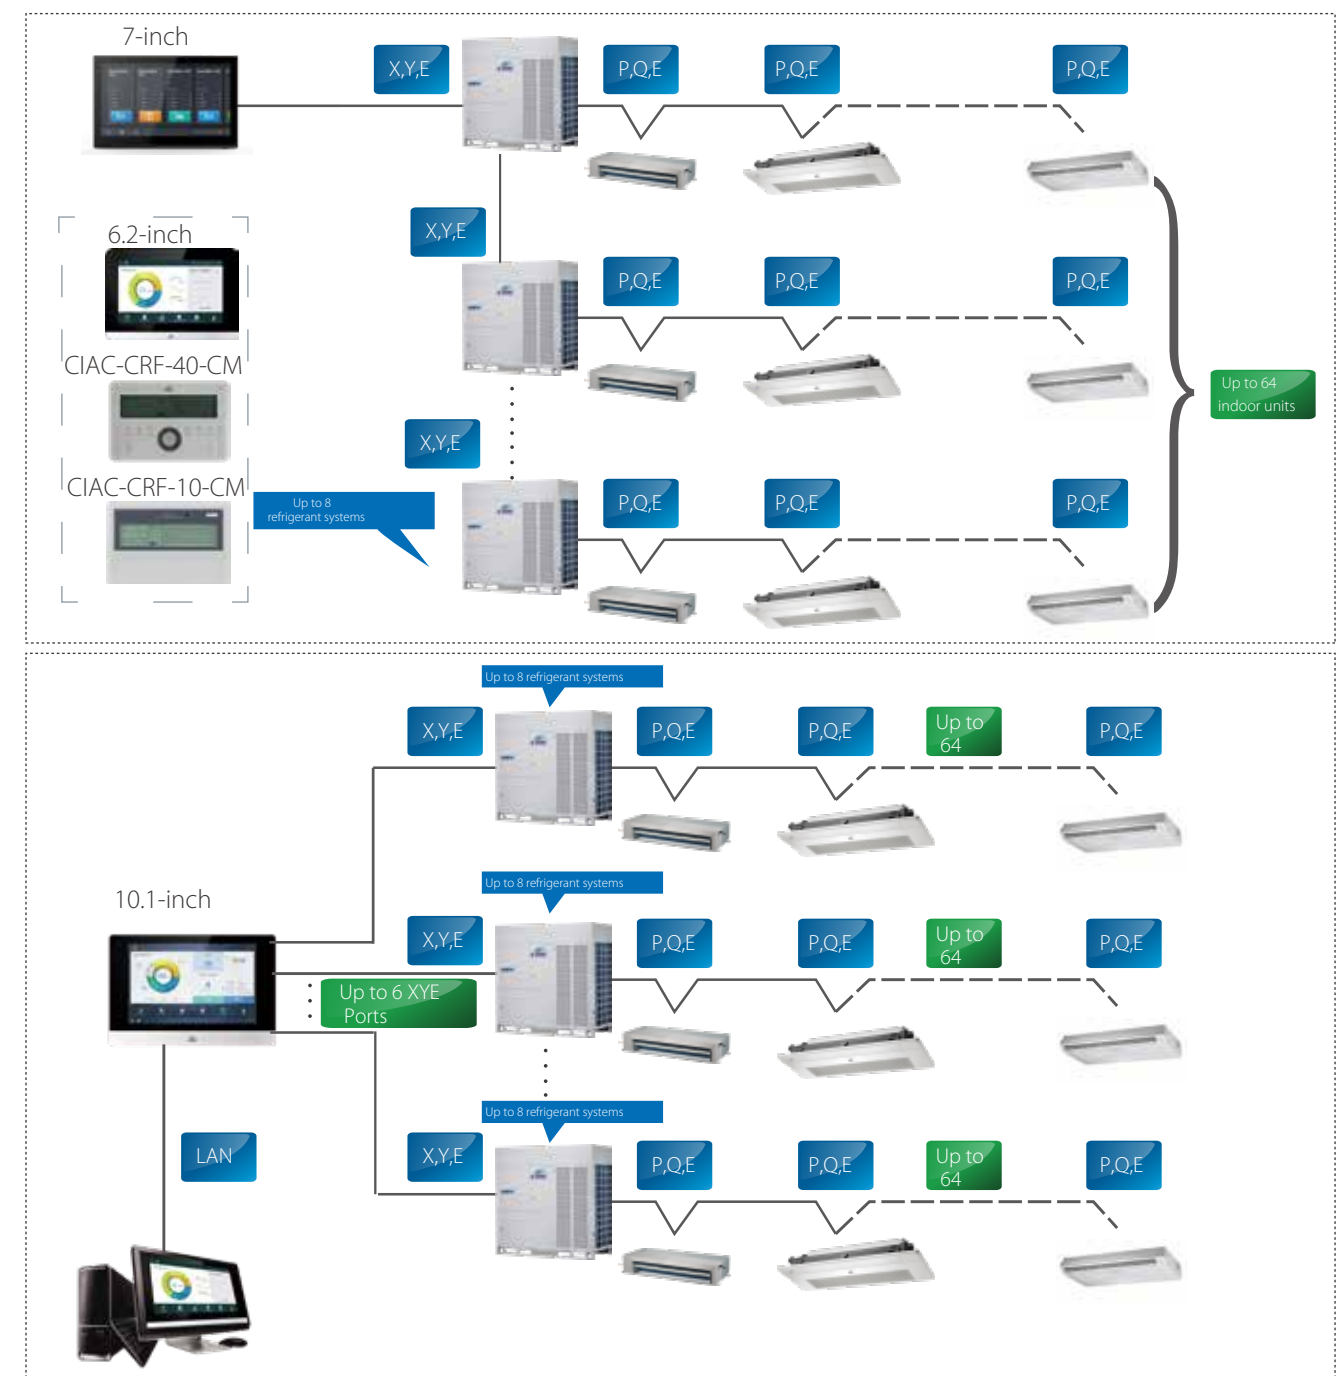 7-inch
X,Y,E
P,Q,E
P,Q,E
P,Q,E
6.2-inch
X,Y,E
P,Q,E
P,Q,E
P,Q,E
CIAC-CRF-40-CM
Up to 64
indoor units
X,Y,E
CIAC-CRF-10-CM
Up to 8
refrigerant systems
P,Q,E
P,Q,E
P,Q,E
Up to 8 refrigerant systems
X,Y,E
P,Q,E
P,Q,E
Up to
64
P,Q,E
10.1-inch
Up to 8 refrigerant systems
X,Y,E
P,Q,E
P,Q,E
Up to
64
P,Q,E
Up to 6 XYE
Ports
Up to 8 refrigerant systems
LAN
X,Y,E
P,Q,E
P,Q,E
Up to
64
P,Q,E